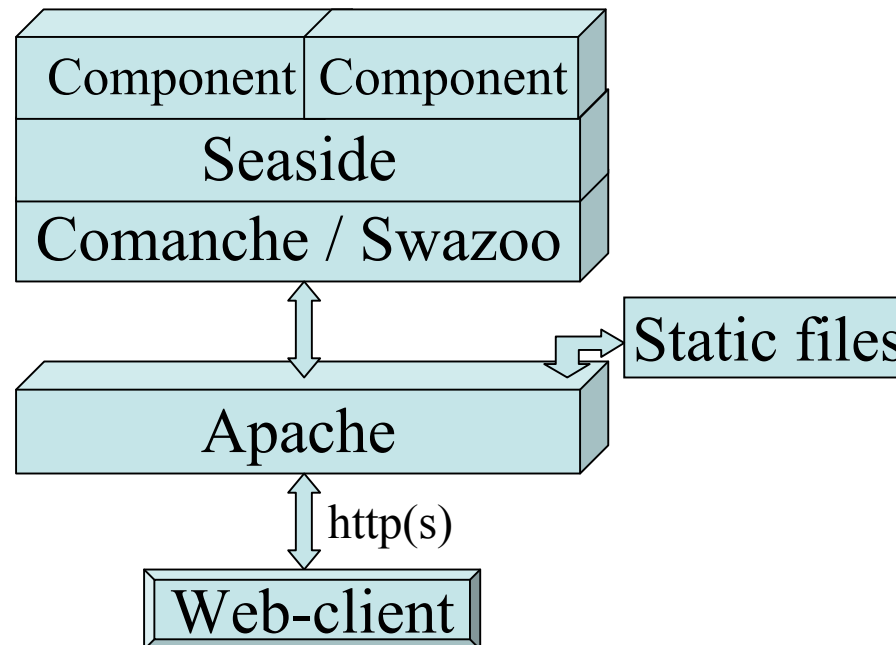 Component Component
Seaside
Comanche / Swazoo
Static files
Apache
http(s)
Web-client